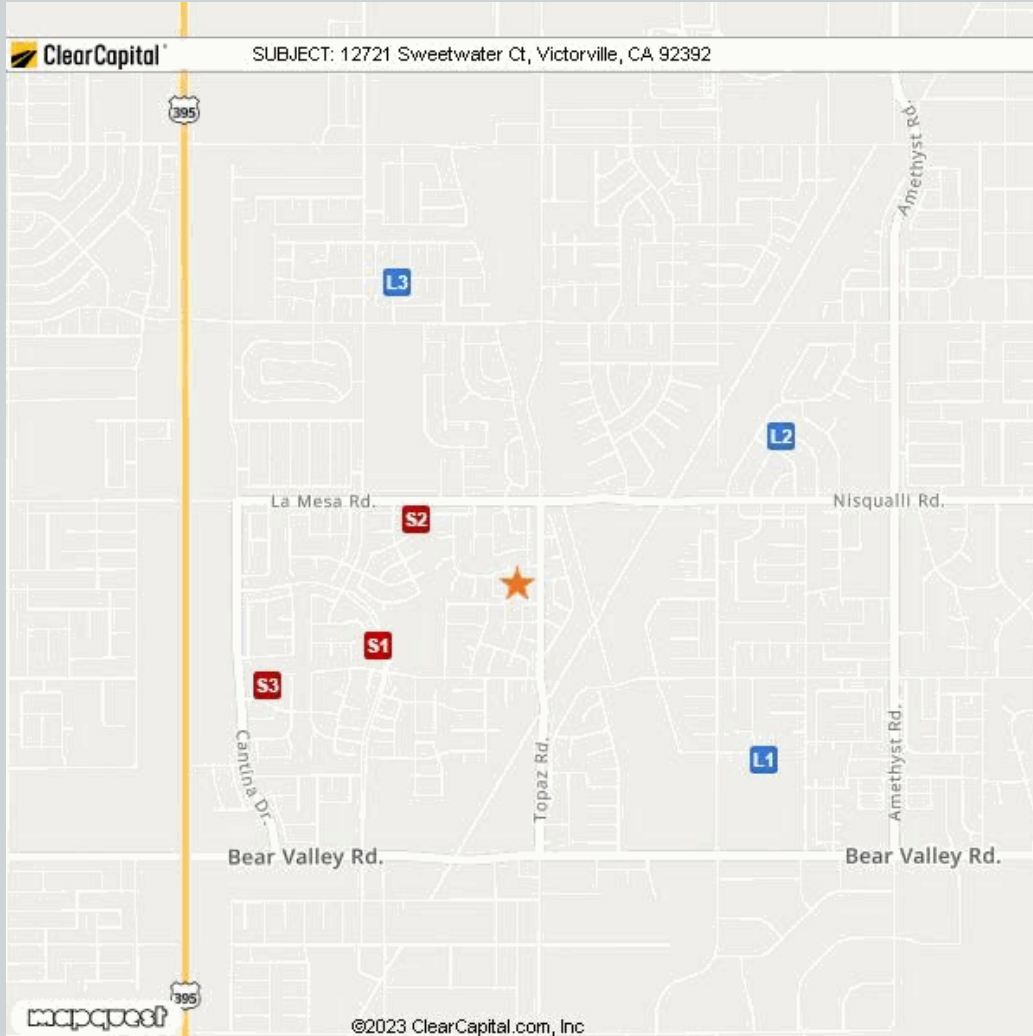 ClearCapital
SUBJECT: 12721 Sweetwater Ct, Victorville, CA 92392
395
Amethyst Rd.
L3
L2
La Mesa Rd.
Nisqualli Rd.
S2
S1
S3
Cantina Dr.
Topaz Rd.
L1
Amethyst Rd.
Bear Valley Rd.
Bear Valley Rd.
395
mapquest
©2023 ClearCapital.com, Inc